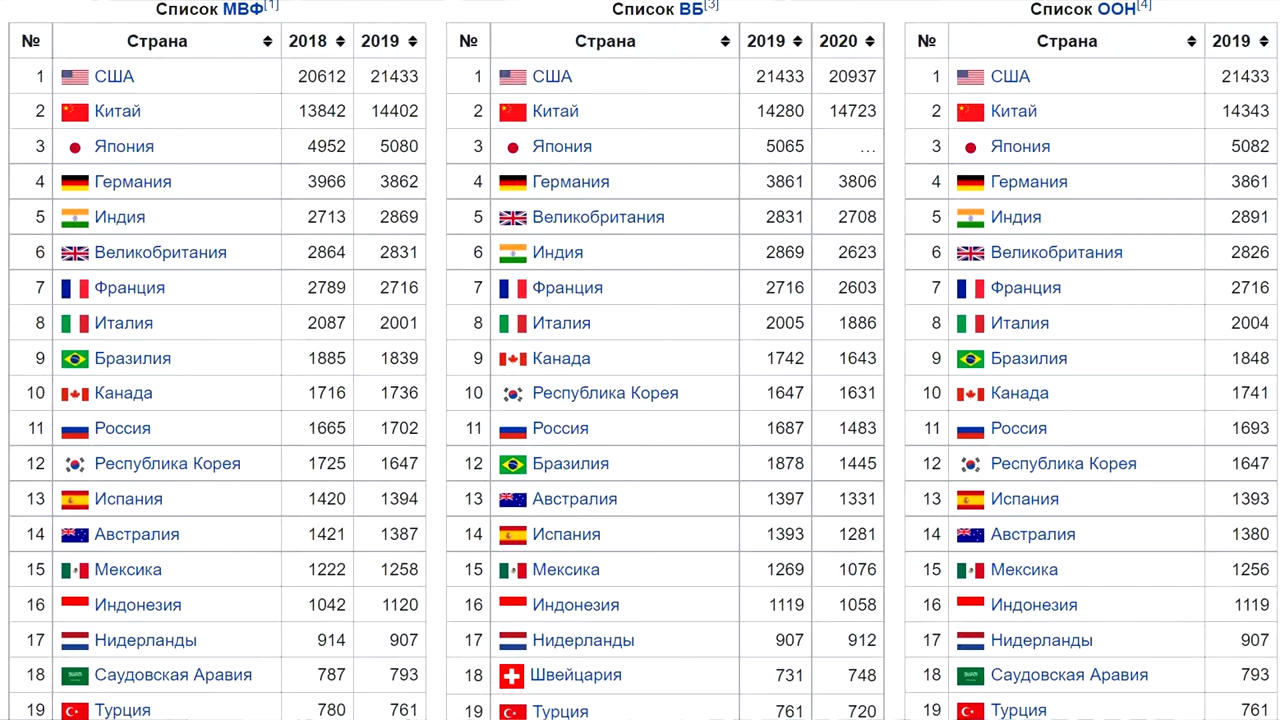 Список МВФ[1]
№ Страна 2018 2019
1 США 20612 21433
2 Китай 13842 14402
3 Япония 4952 5080
4 Германия 3966 3862
5 Индия 2713 2869
6 Великобритания 2864 2831
7 Франция 2789 2716
8 Италия 2087 2001
9 Бразилия 1885 1839
10 Канада 1716 1736
11 Россия 1665 1702
12 Республика Корея 1725 1647
13 Испания 1420 1394
14 Австралия 1421 1387
15 Мексика 1222 1258
16 Индонезия 1042 1120
17 Нидерланды 914 907
18 Саудовская Аравия 787 793
19 Турция 780 761
Список ВБ[3]
№ Страна 2019 2020
1 США 21433 20937
2 Китай 14280 14723
3 Япония 5065 ...
4 Германия 3861 3806
5 Великобритания 2831 2708
6 Индия 2869 2623
7 Франция 2716 2603
8 Италия 2005 1886
9 Канада 1742 1643
10 Республика Корея 1647 1631
11 Россия 1687 1483
12 Бразилия 1878 1445
13 Австралия 1397 1331
14 Испания 1393 1281
15 Мексика 1269 1076
16 Индонезия 1119 1058
17 Нидерланды 907 912
18 Швейцария 731 748
19 Турция 761 720
Список ООН[4]
№ Страна 2019
1 США 21433
2 Китай 14343
3 Япония 5082
4 Германия 3861
5 Индия 2891
6 Великобритания 2826
7 Франция 2716
8 Италия 2004
9 Бразилия 1848
10 Канада 1741
11 Россия 1693
12 Республика Корея 1647
13 Испания 1393
14 Австралия 1380
15 Мексика 1256
16 Индонезия 1119
17 Нидерланды 907
18 Саудовская Аравия 793
19 Турция 761